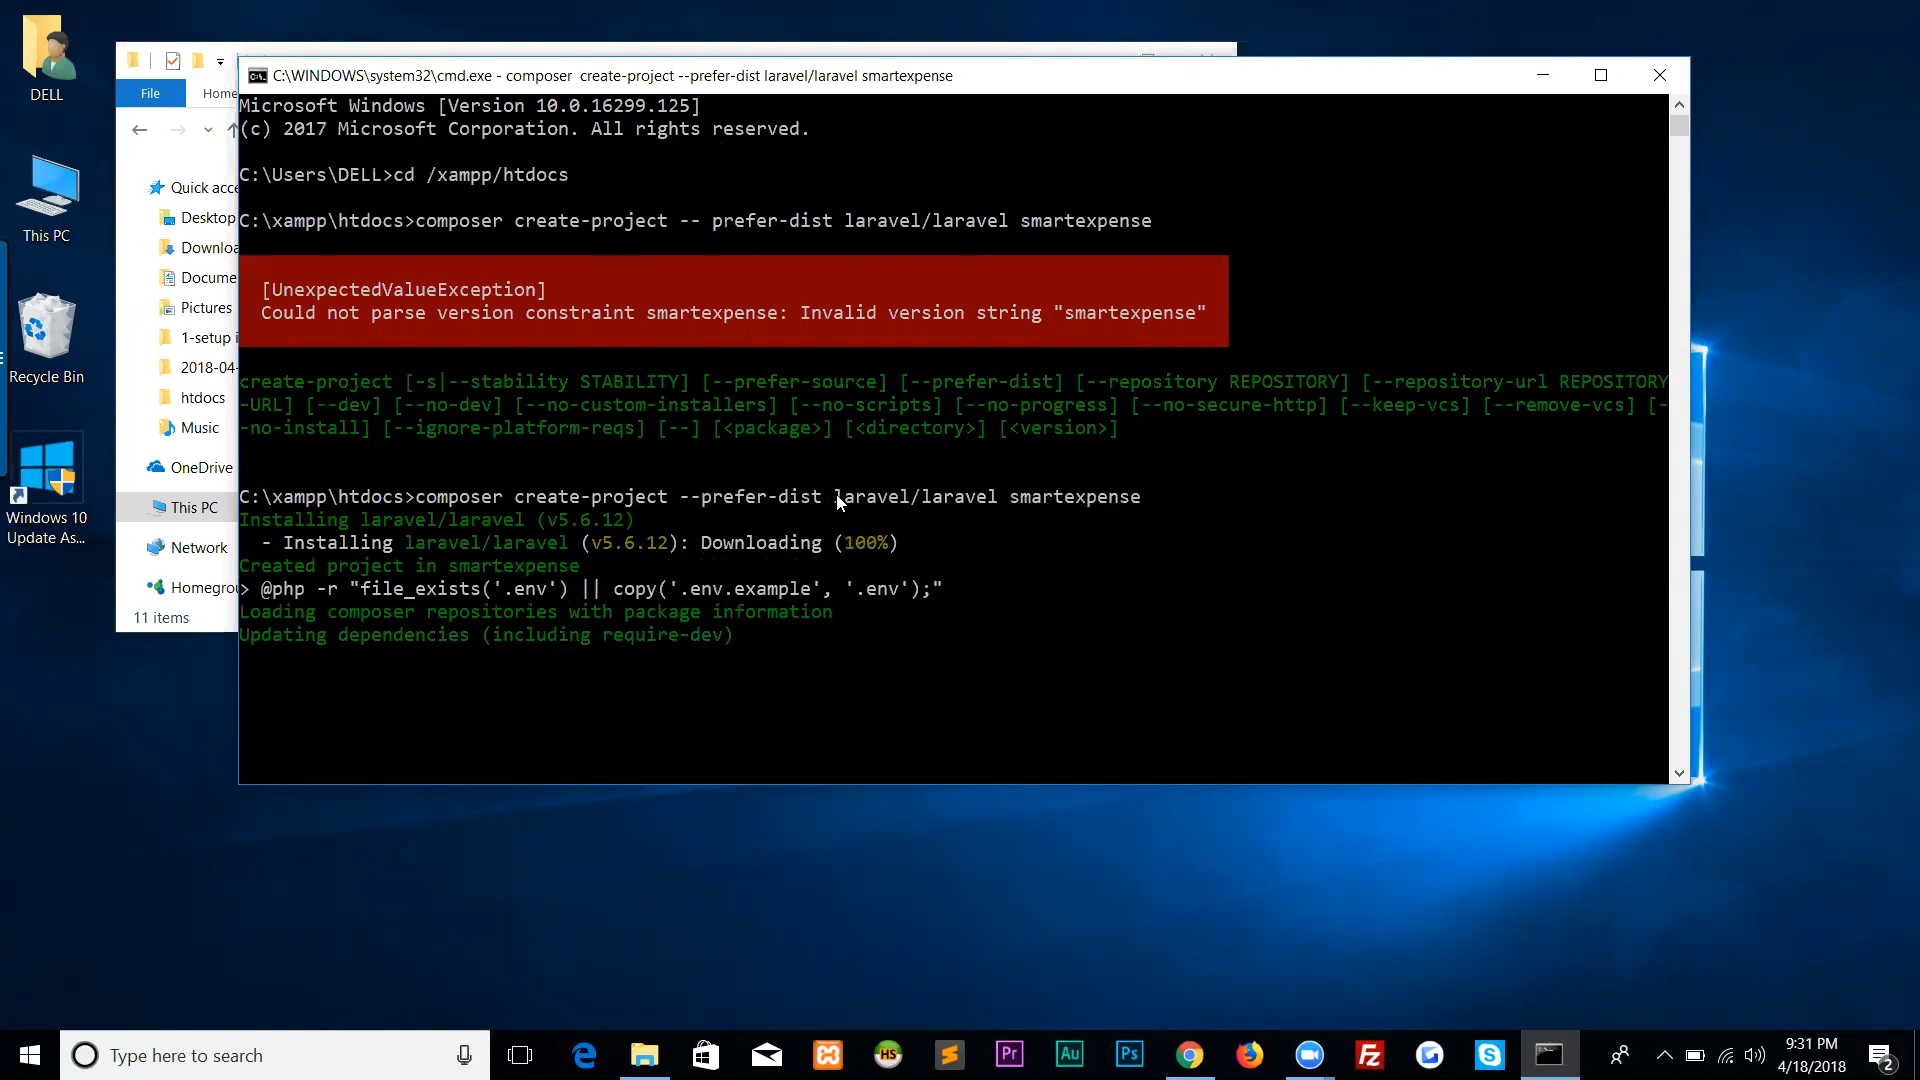 DELL
This PC
Recycle Bin
Windows 10
Update As...
File
Home
Quick acce
Desktop
Downloa
Docume
Pictures
1-setup i
2018-04-
htdocs
Music
OneDrive
This PC
Network
Homegrou
11 items
C:\WINDOWS\system32\cmd.exe - composer  create-project --prefer-dist laravel/laravel smartexpense
Microsoft Windows [Version 10.0.16299.125]
(c) 2017 Microsoft Corporation. All rights reserved.
C:\Users\DELL>cd /xampp/htdocs
C:\xampp\htdocs>composer create-project -- prefer-dist laravel/laravel smartexpense
[UnexpectedValueException]
Could not parse version constraint smartexpense: Invalid version string "smartexpense"
create-project [-s|--stability STABILITY] [--prefer-source] [--prefer-dist] [--repository REPOSITORY] [--repository-url REPOSITORY
-URL] [--dev] [--no-dev] [--no-custom-installers] [--no-scripts] [--no-progress] [--no-secure-http] [--keep-vcs] [--remove-vcs] [-
-no-install] [--ignore-platform-reqs] [--] [<package>] [<directory>] [<version>]
C:\xampp\htdocs>composer create-project --prefer-dist laravel/laravel smartexpense
Installing laravel/laravel (v5.6.12)
- Installing laravel/laravel (v5.6.12): Downloading (100%)
Created project in smartexpense
> @php -r "file_exists('.env') || copy('.env.example', '.env');"
Loading composer repositories with package information
Updating dependencies (including require-dev)
Type here to search
HS
Pr
Au
Ps
9:31 PM
4/18/2018
2